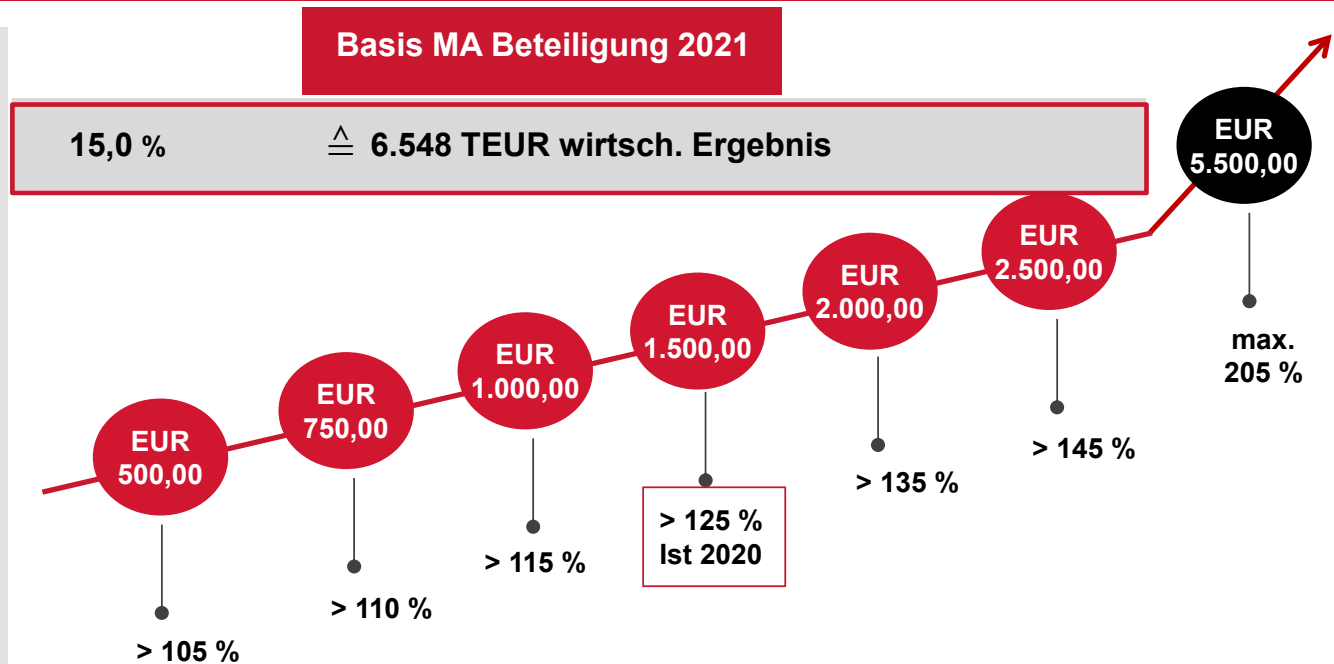 Basis MA Beteiligung 2021
15,0 % ≙ 6.548 TEUR wirtsch. Ergebnis
EUR
500,00
> 105 %
EUR
750,00
> 110 %
EUR
1.000,00
> 115 %
EUR
1.500,00
> 125 %
Ist 2020
EUR
2.000,00
> 135 %
EUR
2.500,00
> 145 %
EUR
5.500,00
max.
205 %